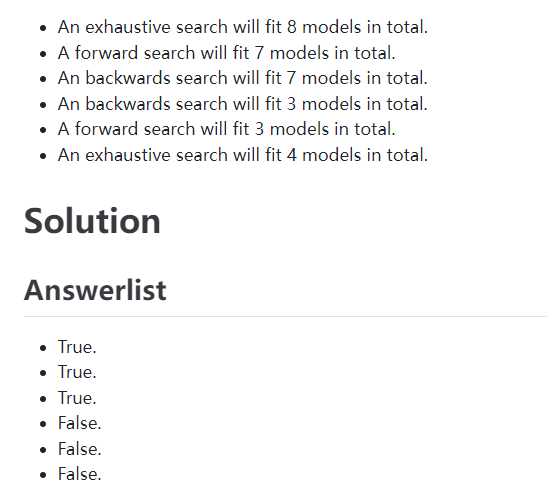 An exhaustive search will fit 8 models in total.
A forward search will fit 7 models in total.
An backwards search will fit 7 models in total.
An backwards search will fit 3 models in total.
A forward search will fit 3 models in total.
An exhaustive search will fit 4 models in total.
Solution
Answerlist
True.
True.
True.
False.
False.
False.